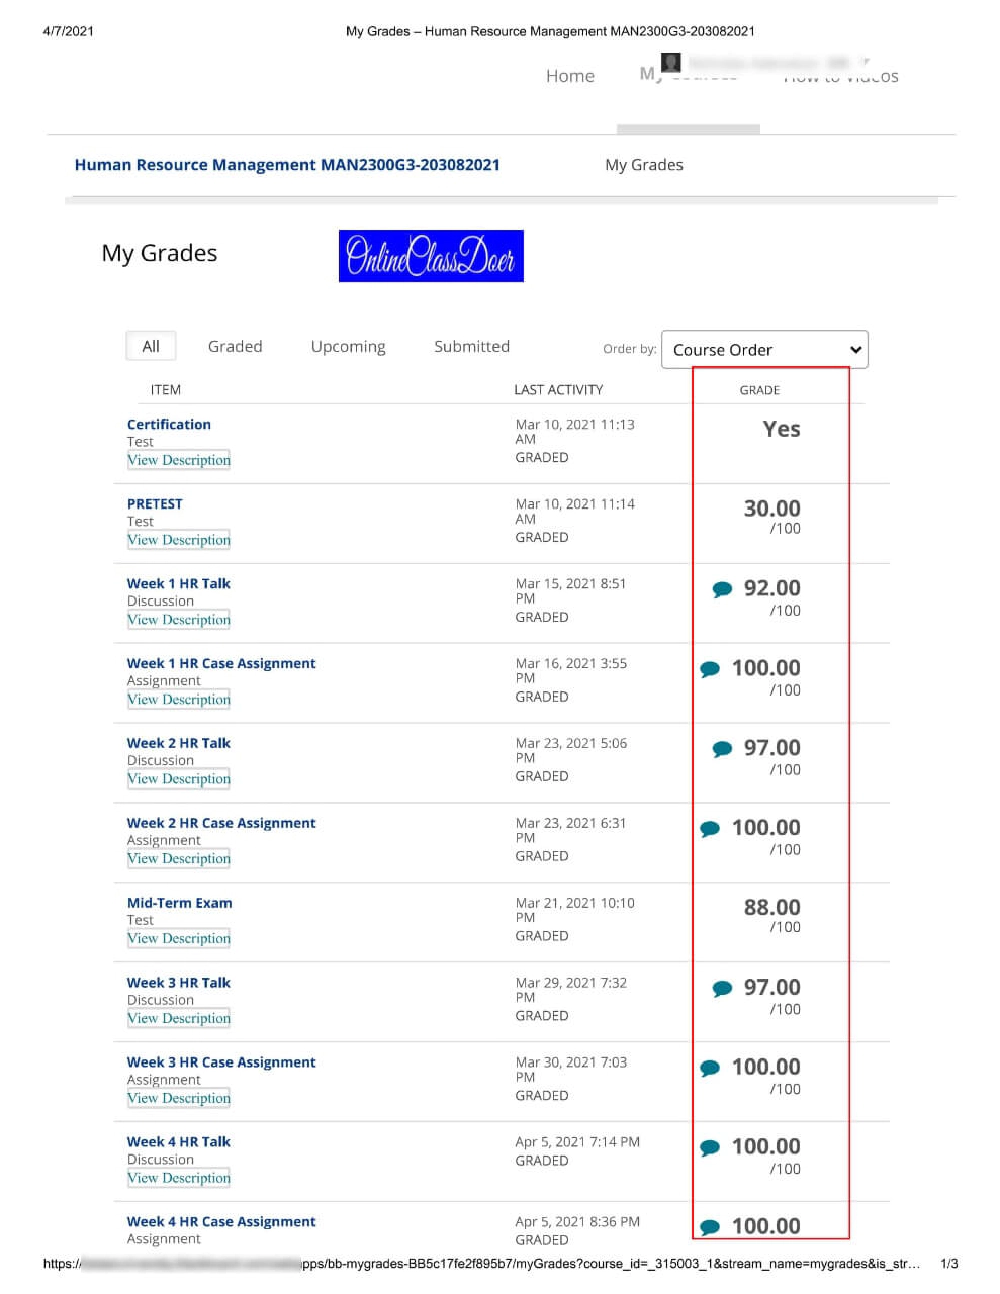 4/7/2021 My Grades – Human Resource Management MAN2300G3-203082021
Home
Human Resource Management MAN2300G3-203082021 My Grades
My Grades OnlineClassDoer
All Graded Upcoming Submitted Order by: Course Order
ITEM LAST ACTIVITY GRADE
Certification Mar 10, 2021 11:13 Yes
Test AM
View Description GRADED
PRETEST Mar 10, 2021 11:14 30.00
Test AM /100
View Description GRADED
Week 1 HR Talk Mar 15, 2021 8:51 92.00
Discussion PM /100
View Description GRADED
Week 1 HR Case Assignment Mar 16, 2021 3:55 100.00
Assignment PM /100
View Description GRADED
Week 2 HR Talk Mar 23, 2021 5:06 97.00
Discussion PM /100
View Description GRADED
Week 2 HR Case Assignment Mar 23, 2021 6:31 100.00
Assignment PM /100
View Description GRADED
Mid-Term Exam Mar 21, 2021 10:10 88.00
Test PM /100
View Description GRADED
Week 3 HR Talk Mar 29, 2021 7:32 97.00
Discussion PM /100
View Description GRADED
Week 3 HR Case Assignment Mar 30, 2021 7:03 100.00
Assignment PM /100
View Description GRADED
Week 4 HR Talk Apr 5, 2021 7:14 PM 100.00
Discussion GRADED /100
View Description
Week 4 HR Case Assignment Apr 5, 2021 8:36 PM 100.00
Assignment GRADED
https:/ pps/bb-mygrades-BB5c17fe2f895b7/myGrades?course_id=_315003_1&stream_name=mygrades&is_str... 1/3